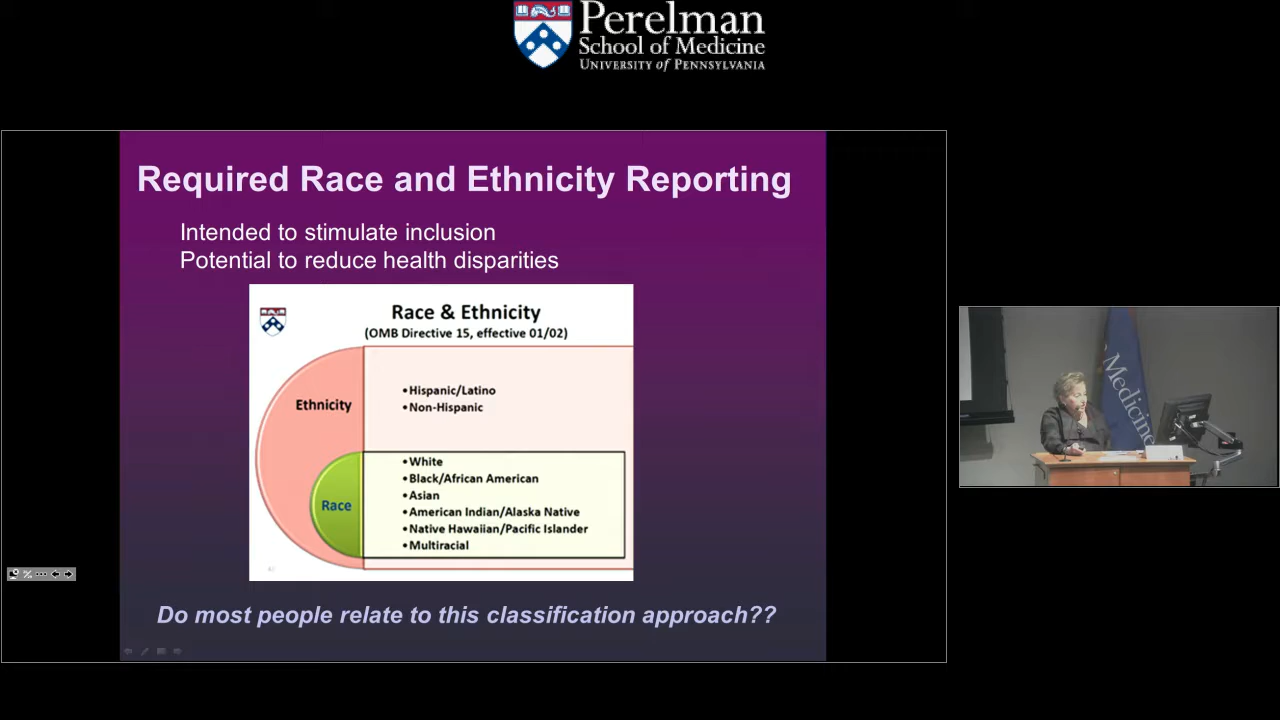 Perelman
School of Medicine
UNIVERSITY of PENNSYLVANIA
Required Race and Ethnicity Reporting
Intended to stimulate inclusion
Potential to reduce health disparities
Race & Ethnicity
(OMB Directive 15, effective 01/02)
Ethnicity
•Hispanic/Latino
•Non-Hispanic
Race
•White
•Black/African American
•Asian
•American Indian/Alaska Native
•Native Hawaiian/Pacific Islander
•Multiracial
Do most people relate to this classification approach??
Medicine